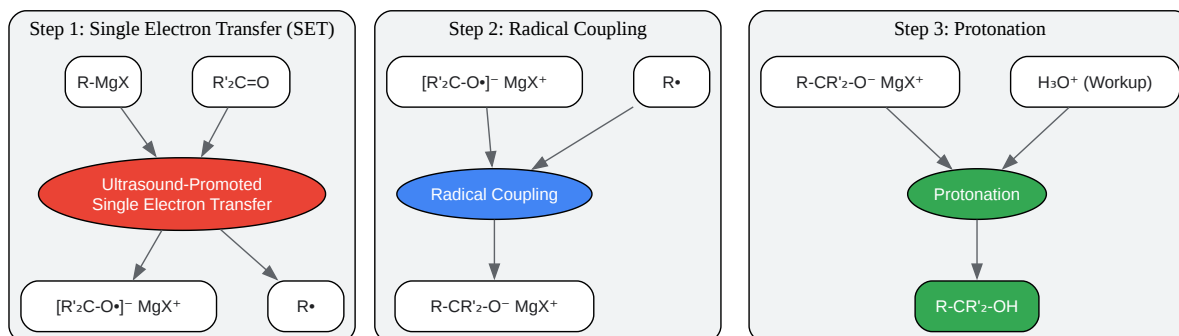 Step 1: Single Electron Transfer (SET)
R-MgX
R'₂C=O
Ultrasound-Promoted
Single Electron Transfer
[R'₂C-O•]⁻ MgX⁺
R•
Step 2: Radical Coupling
[R'₂C-O•]⁻ MgX⁺
R•
Radical Coupling
R-CR'₂-O⁻ MgX⁺
Step 3: Protonation
R-CR'₂-O⁻ MgX⁺
H₃O⁺ (Workup)
Protonation
R-CR'₂-OH